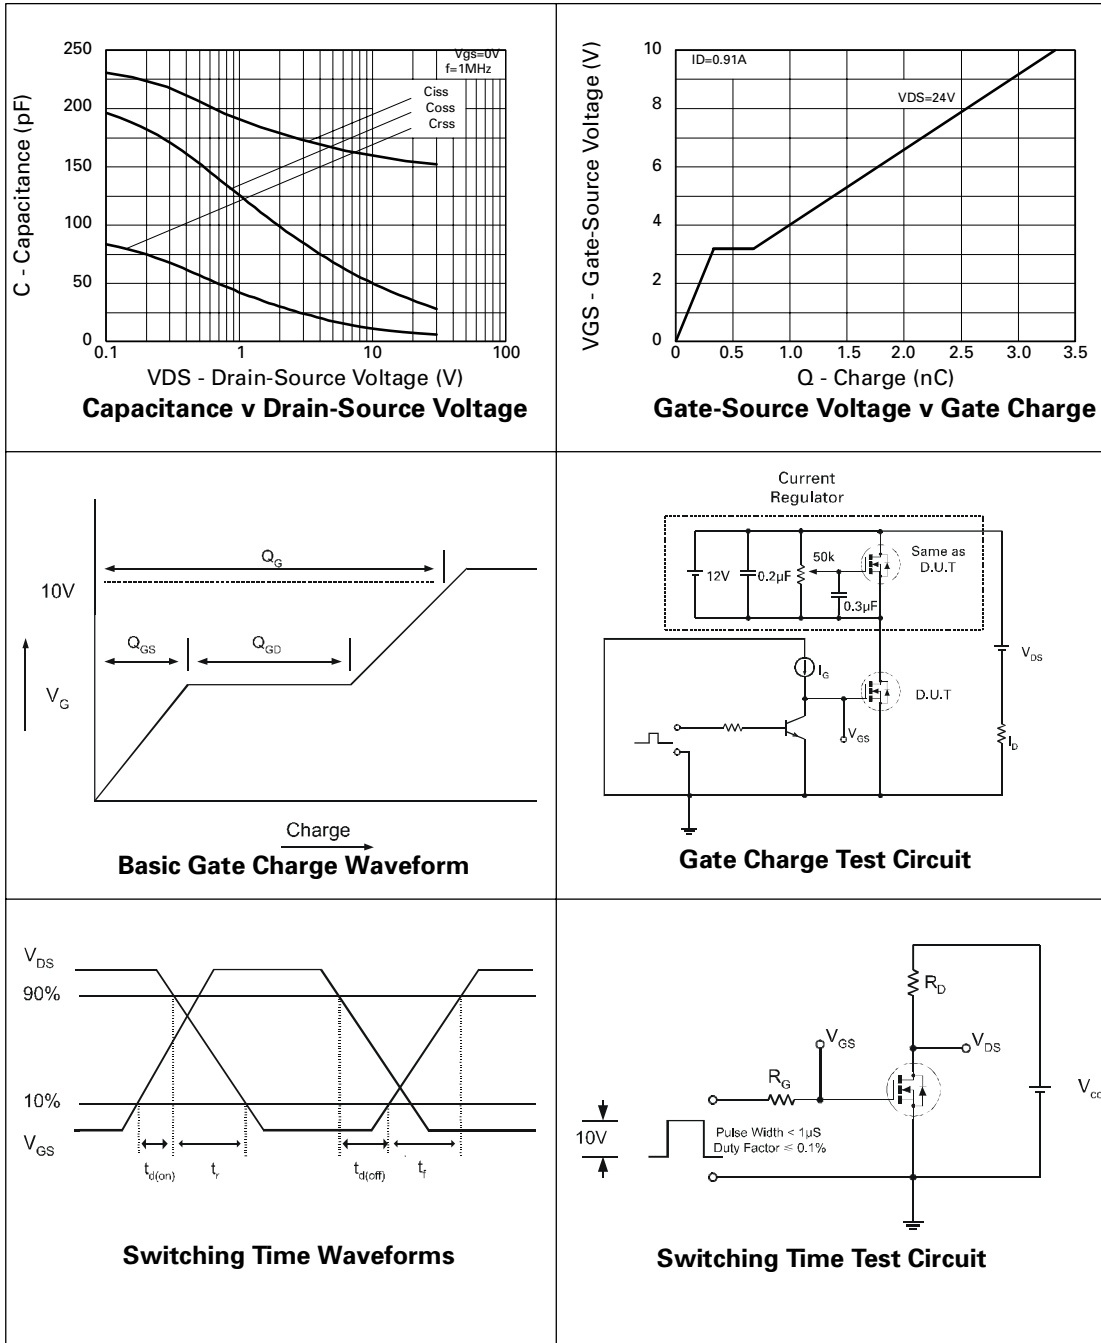 250
200
150
100
50
0
0.1
1
10
100
Vgs=0V
f=1MHz
Ciss
Coss
Crss
C - Capacitance (pF)
VDS - Drain-Source Voltage (V)
Capacitance v Drain-Source Voltage
10
8
6
4
2
0
0
0.5
1.0
1.5
2.0
2.5
3.0
3.5
ID=0.91A
VDS=24V
VGS - Gate-Source Voltage (V)
Q - Charge (nC)
Gate-Source Voltage v Gate Charge
10V
QG
QGS
QGD
VG
Charge
Basic Gate Charge Waveform
Current
Regulator
12V
0.2µF
50k
0.3µF
Same as
D.U.T
VDS
IG
D.U.T
VGS
ID
Gate Charge Test Circuit
VDS
90%
10%
VGS
td(on)
tr
td(off)
tf
Switching Time Waveforms
RD
VGS
VDS
RG
10V
Pulse Width < 1µS
Duty Factor ≤ 0.1%
Switching Time Test Circuit